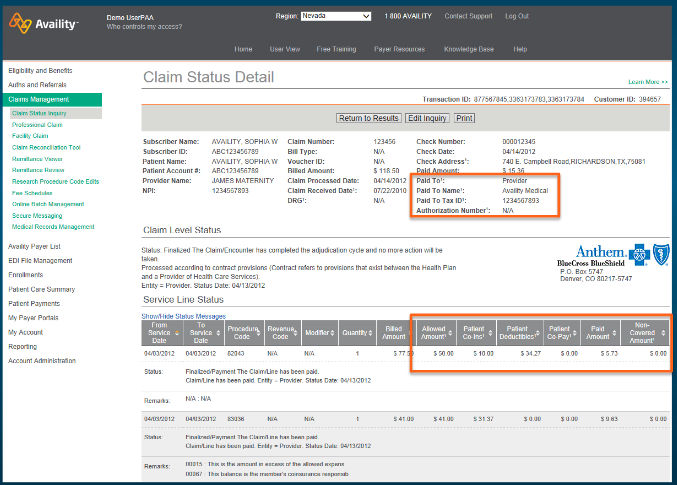 Availity
Demo UserPAA
Who controls my access?
Region: Nevada
1 800 AVAILITY Contact Support Log Out
Home User View Free Training Payer Resources Knowledge Base Help
Eligibility and Benefits
Auths and Referrals
Claims Management
Claim Status Inquiry
Professional Claim
Facility Claim
Claim Reconciliation Tool
Remittance Viewer
Remittance Review
Research Procedure Code Edits
Fee Schedules
Online Batch Management
Secure Messaging
Medical Records Management
Availity Payer List
EDI File Management
Enrollments
Patient Care Summary
Patient Payments
My Payer Portals
My Account
Reporting
Account Administration
Claim Status Detail
Learn More >>
Transaction ID: 877567845,3363173783,3363173784 Customer ID: 394657
Return to Results Edit Inquiry Print
Subscriber Name: AVAILITY, SOPHIA W Claim Number: 123456 Check Number: 000012345
Subscriber ID: ABC123456789 Bill Type: N/A Check Date: 04/14/2012
Patient Name: AVAILITY, SOPHIA W Voucher ID: N/A Check Address¹: 740 E. Campbell Road,RICHARDSON,TX,75081
Patient Account #: ABC123456789 Billed Amount: $ 118.50 Paid Amount: $ 15.36
Provider Name: JAMES MATERNITY Claim Processed Date: 04/14/2012 Paid To¹: Provider
NPI: 1234567893 Claim Received Date¹: 07/22/2010 Paid To Name¹: Availity Medical
DRG¹: N/A Paid To Tax ID¹: 1234567893
Authorization Number¹: N/A
Claim Level Status
Status: Finalized The Claim/Encounter has completed the adjudication cycle and no more action will be
taken
Processed according to contract provisions (Contract refers to provisions that exist between the Health Plan
and a Provider of Health Care Services).
Entity = Provider. Status Date: 04/13/2012
Anthem.
BlueCross BlueShield
P.O. Box 5747
Denver, CO 80217-5747
Service Line Status
Show/Hide Status Messages
From Service Date To Service Date Procedure Code Revenue Code Modifier Quantity Billed Amount Allowed Amount¹ Patient Co-Ins¹ Patient Deductibles¹ Patient Co-Pay¹ Paid Amount Non-Covered Amount¹
04/03/2012 04/03/2012 82043 N/A N/A 1 $ 77.50 $ 50.00 $ 10.00 $ 34.27 $ 0.00 $ 5.73 $ 0.00
Status: Finalized/Payment The Claim/Line has been paid.
Claim/Line has been paid. Entity = Provider. Status Date: 04/13/2012
Remarks: N/A : N/A
04/03/2012 04/03/2012 83036 N/A N/A 1 $ 41.00 $ 41.00 $ 31.37 $ 0.00 $ 0.00 $ 9.63 $ 0.00
Status: Finalized/Payment The Claim/Line has been paid.
Claim/Line has been paid. Entity = Provider. Status Date: 04/13/2012
Remarks: 00015 : This is the amount in excess of the allowed expens
00067 : This balance is the member's coinsurance responsib